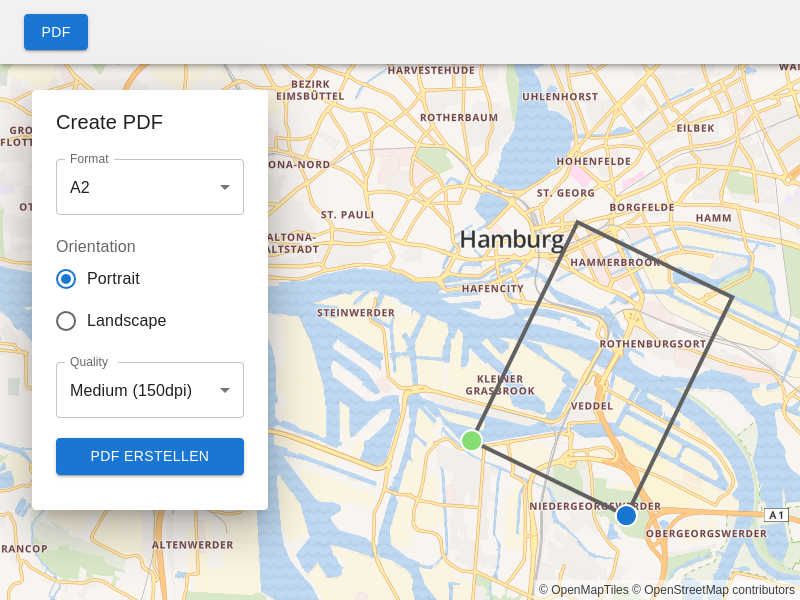 PDF
Create PDF
Format
A2
Orientation
Portrait
Landscape
Quality
Medium (150dpi)
PDF ERSTELLEN
HARVESTEHUDE
BEZIRK
EIMSBÜTTEL
UHLENHORST
ROTHERBAUM
EILBEK
GRO
FLOTT
HOHENFELDE
ONA-NORD
ST. GEORG
OT
BORGFELDE
ST. PAULI
HAMM
Hamburg
ALTONA-
ALTSTADT
HAMMERBROOK
HAFENCITY
STEINWERDER
ROTHENBURGSORT
KLEINER
GRASBROOK
VEDDEL
NIEDERGEORGSWERDER
A 1
OBERGEORGSWERDER
RANCOP
ALTENWERDER
© OpenMapTiles © OpenStreetMap contributors